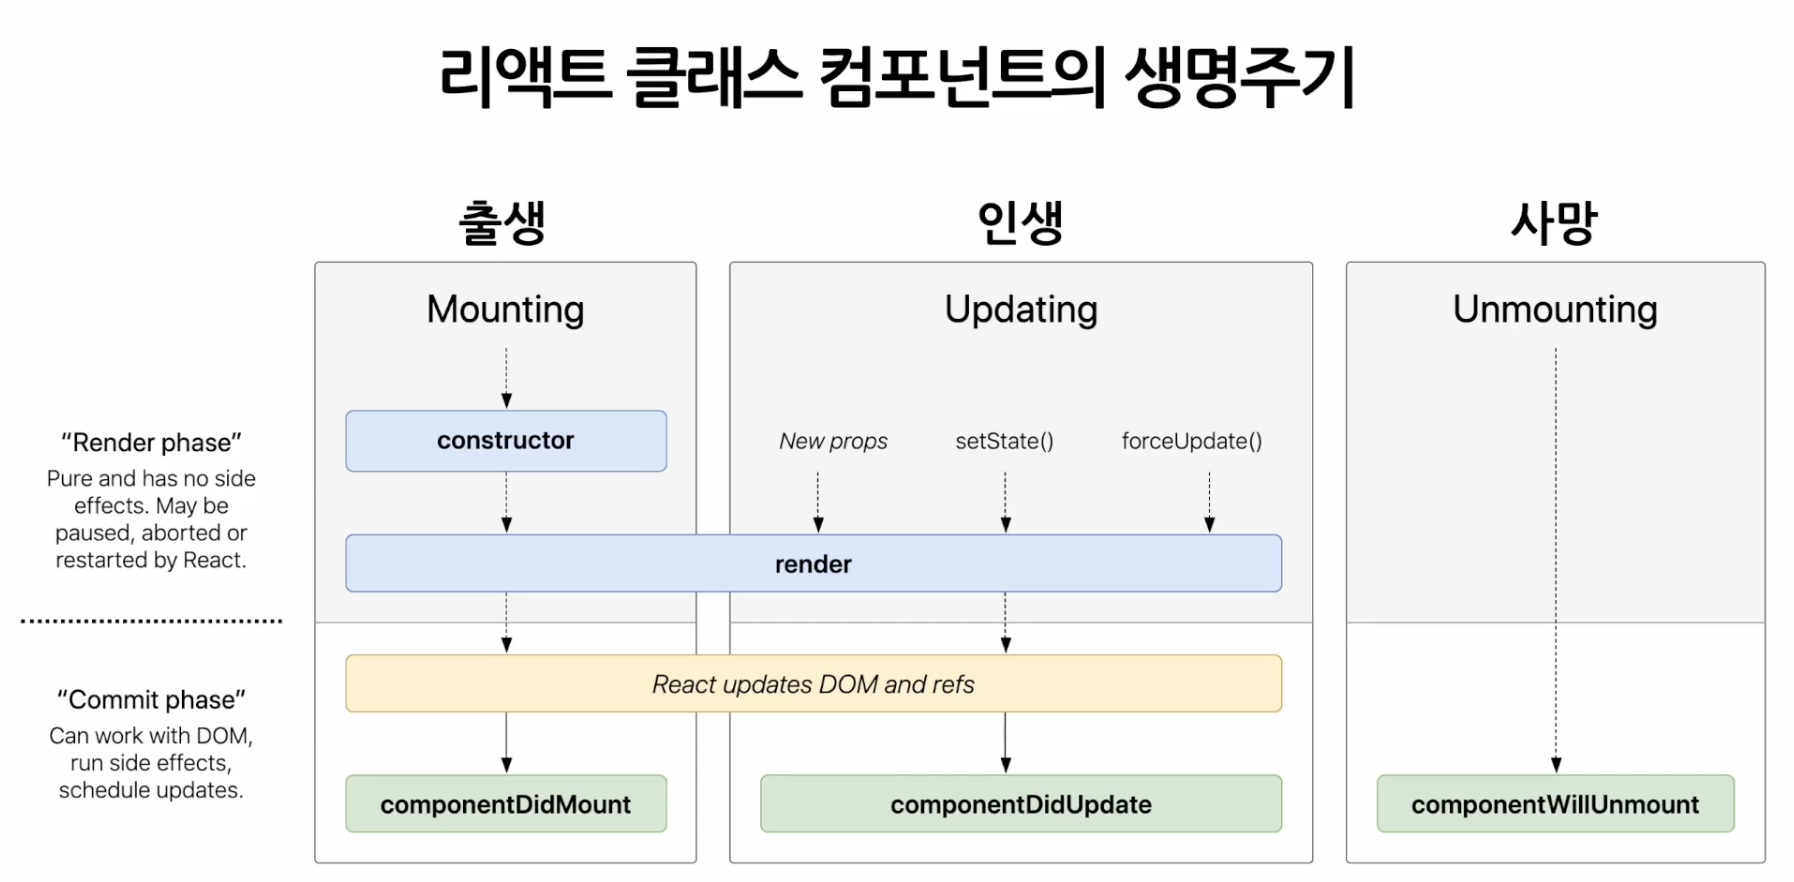 리액트 클래스 컴포넌트의 생명주기
출생
인생
사망
Mounting
Updating
Unmounting
“Render phase”
Pure and has no side
effects. May be
paused, aborted or
restarted by React.
constructor
New props
setState()
forceUpdate()
render
“Commit phase”
Can work with DOM,
run side effects,
schedule updates.
React updates DOM and refs
componentDidMount
componentDidUpdate
componentWillUnmount